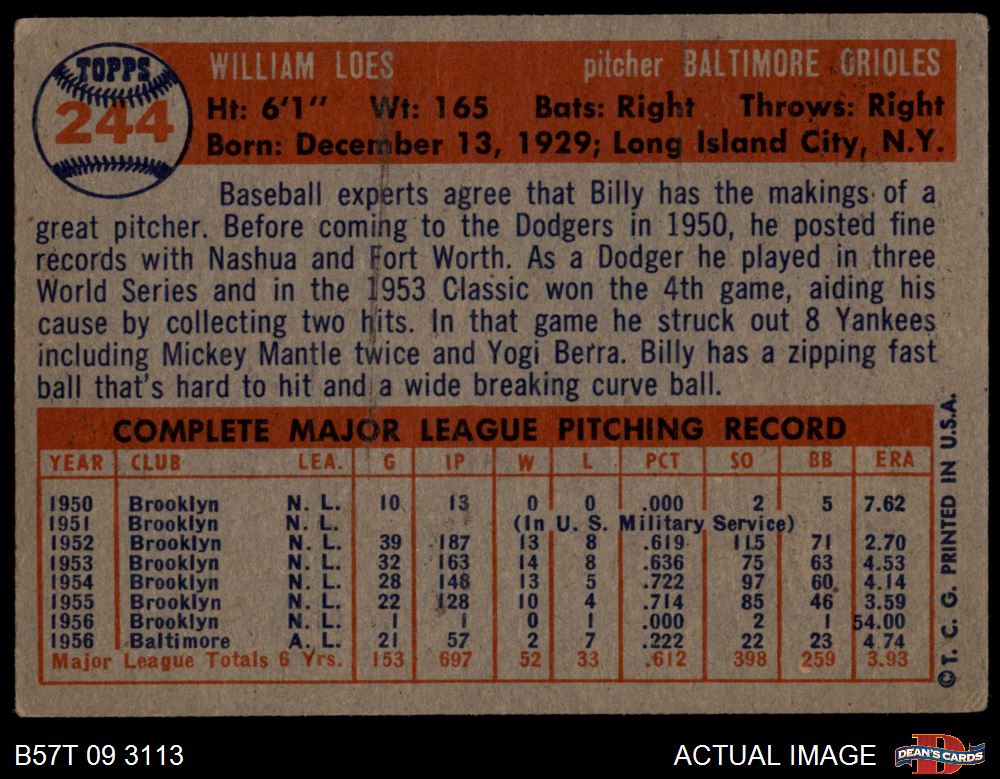 TOPPS
244
WILLIAM LOES pitcher BALTIMORE ORIOLES
Ht: 6'1" Wt: 165 Bats: Right Throws: Right
Born: December 13, 1929; Long Island City, N.Y.
Baseball experts agree that Billy has the makings of a
great pitcher. Before coming to the Dodgers in 1950, he posted fine
records with Nashua and Fort Worth. As a Dodger he played in three
World Series and in the 1953 Classic won the 4th game, aiding his
cause by collecting two hits. In that game he struck out 8 Yankees
including Mickey Mantle twice and Yogi Berra. Billy has a zipping fast
ball that's hard to hit and a wide breaking curve ball.
COMPLETE MAJOR LEAGUE PITCHING RECORD
YEAR CLUB LEA. G IP W L PCT SO BB ERA
1950 Brooklyn N. L. 10 13 0 0 .000 2 5 7.62
1951 Brooklyn N. L. (In U. S. Military Service)
1952 Brooklyn N. L. 39 187 13 8 .619 115 71 2.70
1953 Brooklyn N. L. 32 163 14 8 .636 75 63 4.53
1954 Brooklyn N. L. 28 148 13 5 .722 97 60 4.14
1955 Brooklyn N. L. 22 128 10 4 .714 85 46 3.59
1956 Brooklyn N. L. 1 1 0 1 .000 2 1 54.00
1956 Baltimore A. L. 21 57 2 7 .222 22 23 4.74
Major League Totals 6 Yrs. 153 697 52 33 .612 398 259 3.93
©T. C. G. PRINTED IN U.S.A.
B57T 09 3113 ACTUAL IMAGE
D
DEAN'S CARDS